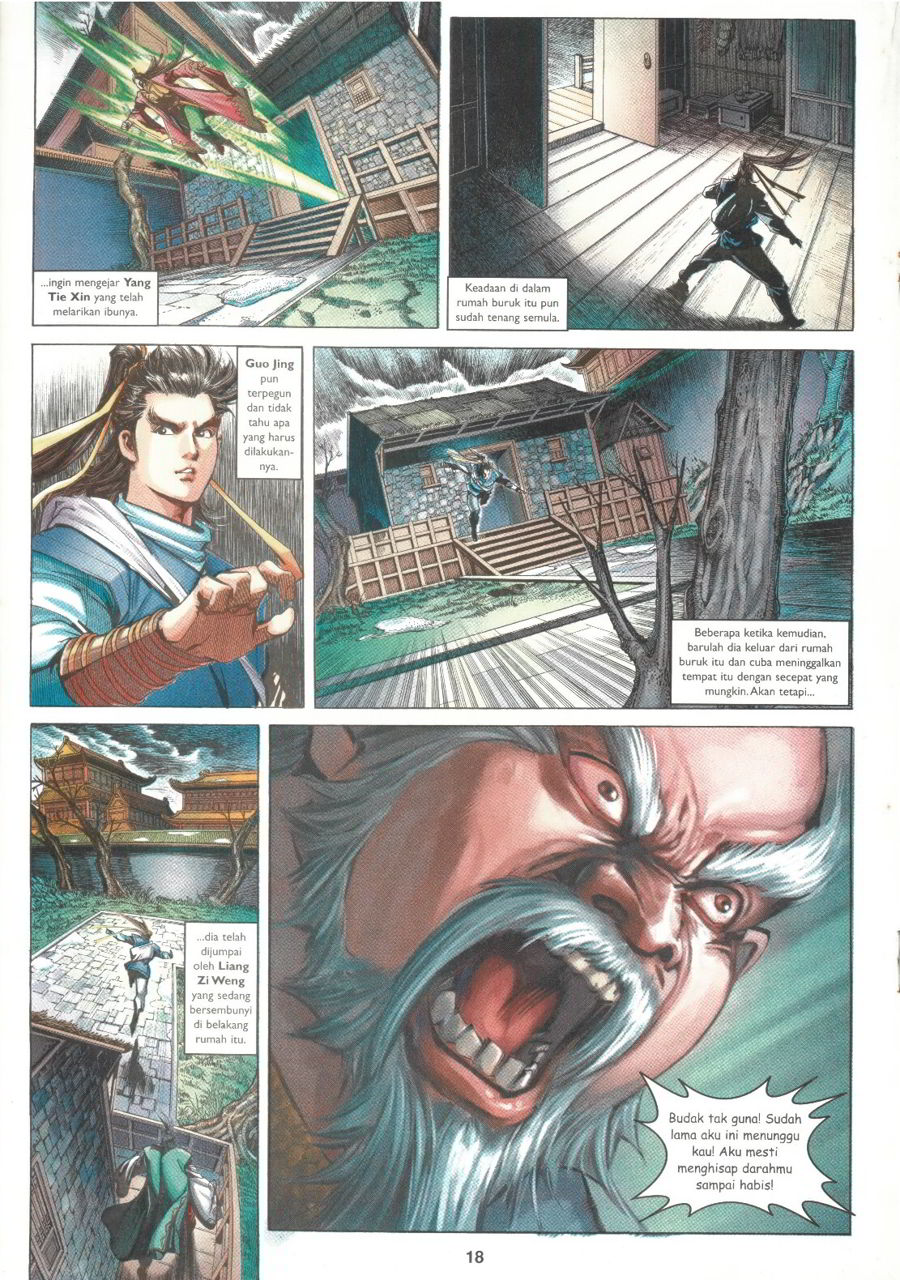 ...ingin mengejar Yang
Tie Xin yang telah
melarikan ibunya.
Keadaan di dalam
rumah buruk itu pun
sudah tenang semula.
Guo Jing
pun
terpegun
dan tidak
tahu apa
yang harus
dilakukan-
nya.
Beberapa ketika kemudian,
barulah dia keluar dari rumah
buruk itu dan cuba meninggalkan
tempat itu dengan secepat yang
mungkin. Akan tetapi...
...dia telah
dijumpai
oleh Liang
Zi Weng
yang sedang
bersembunyi
di belakang
rumah itu.
Budak tak guna! Sudah
lama aku ini menunggu
kau! Aku mesti
menghisap darahmu
sampai habis!
18